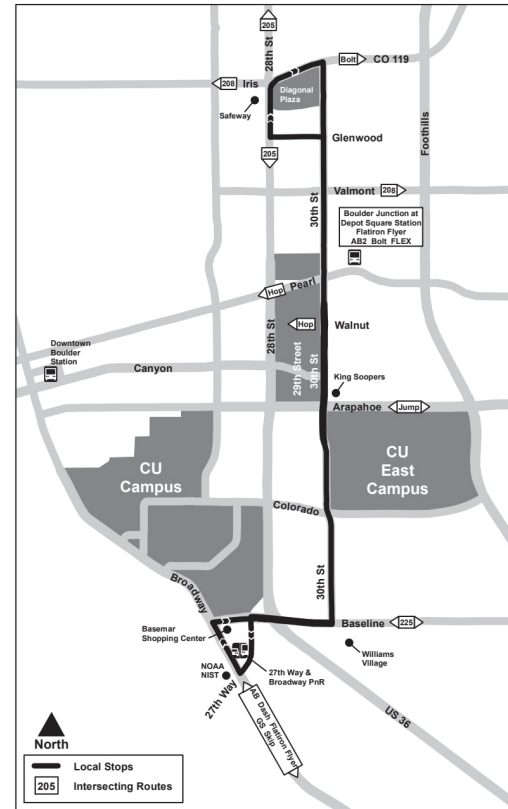 205
28th St
Bolt
CO 119
208
Iris
Diagonal
Plaza
Safeway
Foothills
Glenwood
205
Valmont
208
30th St
Boulder Junction at
Depot Square Station
Flatiron Flyer
AB2 Bolt FLEX
Pearl
Hop
Hop
Walnut
28th St
29th Street
30th St
Downtown
Boulder
Station
Canyon
King Soopers
Arapahoe
Jump
CU
Campus
CU
East
Campus
Colorado
Broadway
30th St
Basemar
Shopping Center
Baseline
225
Williams
Village
NOAA
NIST
27th Way &
Broadway PnR
27th Way
AB Dash Flatiron Flyer
GS Skip
US 36
North
Local Stops
205
Intersecting Routes